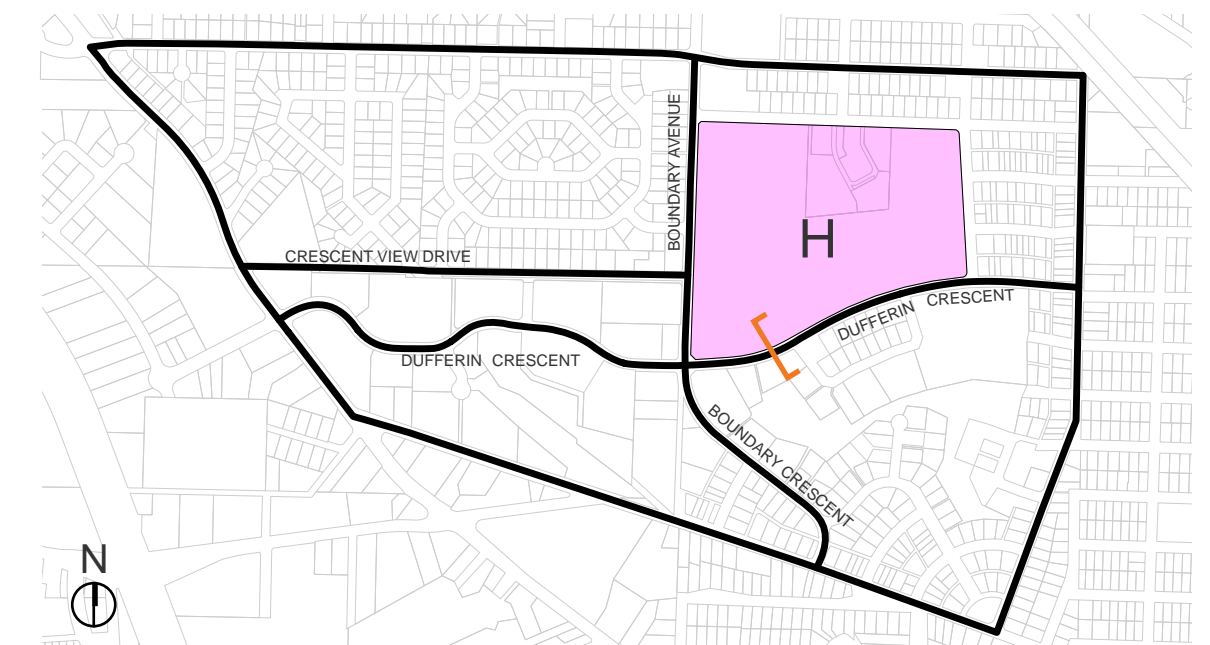 BOUNDARY AVENUE
H
CRESCENT VIEW DRIVE
DUFFERIN CRESCENT
DUFFERIN CRESCENT
BOUNDARY CRESCENT
N